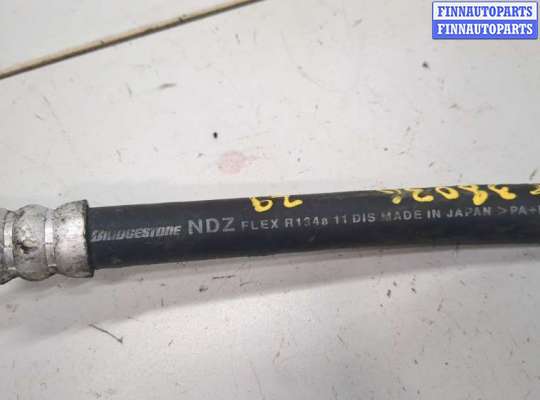 FINNAUTOPARTS
FINNAUTOPARTS
BRIDGESTONE NDZ FLEX R134a 11 DIS MADE IN JAPAN >PA+